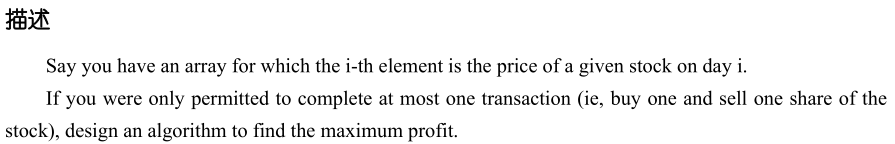 描述
Say you have an array for which the i-th element is the price of a given stock on day i.
If you were only permitted to complete at most one transaction (ie, buy one and sell one share of the
stock), design an algorithm to find the maximum profit.